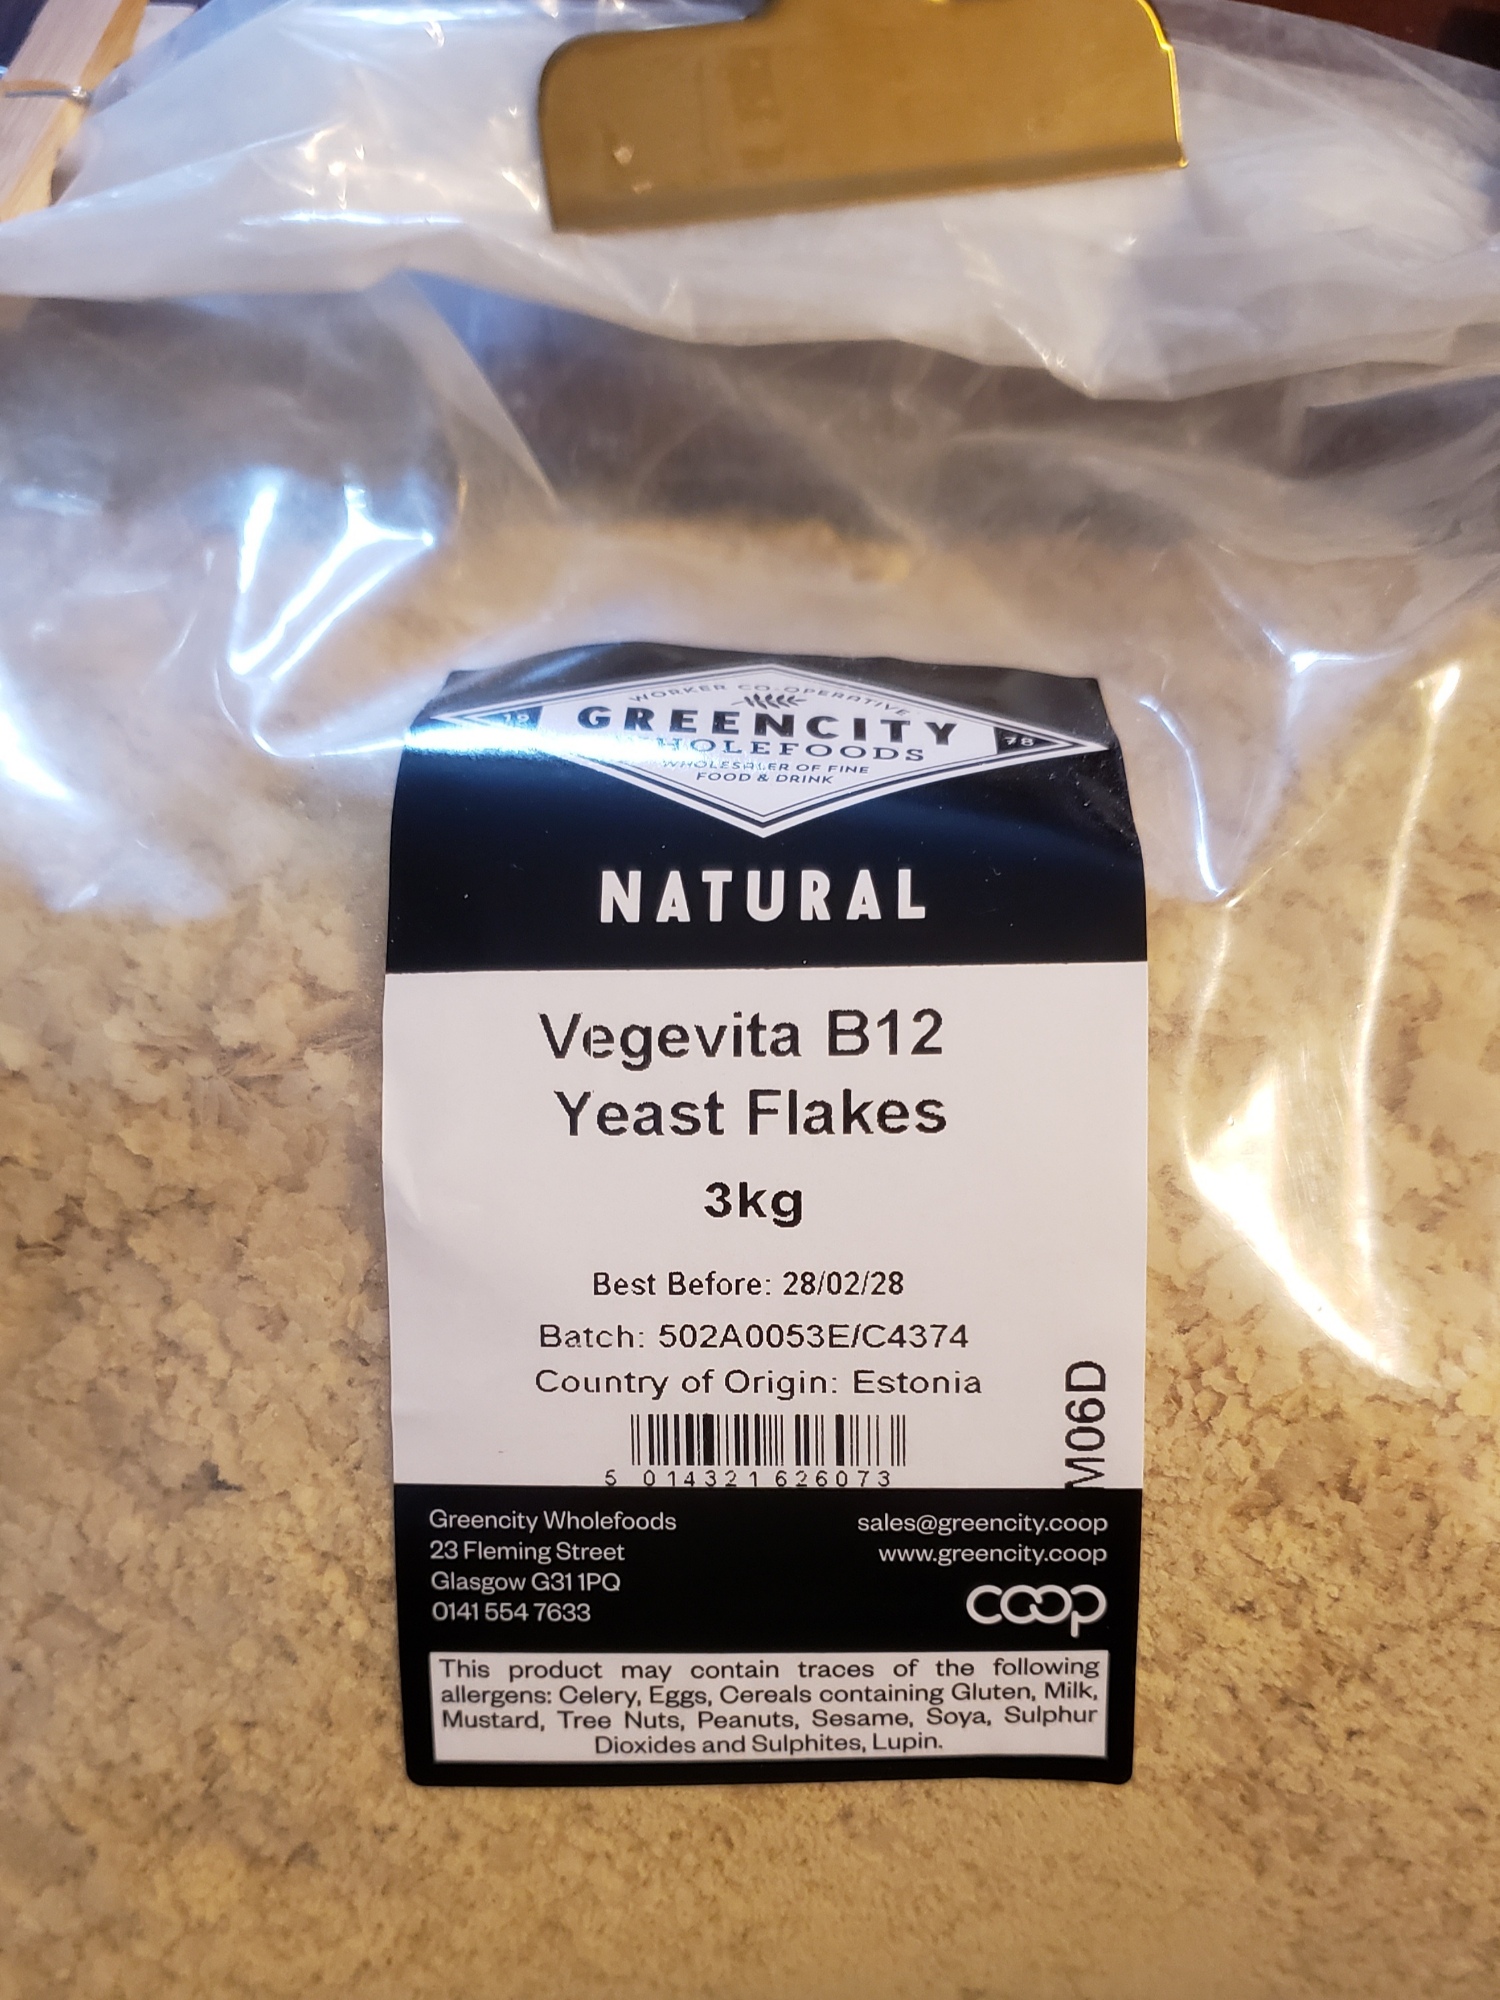 WORKER CO-OPERATIVE
19 GREENCITY 78
WHOLEFOODS
WHOLESALER OF FINE
FOOD & DRINK
NATURAL
Vegevita B12
Yeast Flakes
3kg
Best Before: 28/02/28
Batch: 502A0053E/C4374
Country of Origin: Estonia
M06D
5 014321 626073
Greencity Wholefoods
23 Fleming Street
Glasgow G31 1PQ
0141 554 7633
sales@greencity.coop
www.greencity.coop
coop
This product may contain traces of the following
allergens: Celery, Eggs, Cereals containing Gluten, Milk,
Mustard, Tree Nuts, Peanuts, Sesame, Soya, Sulphur
Dioxides and Sulphites, Lupin.